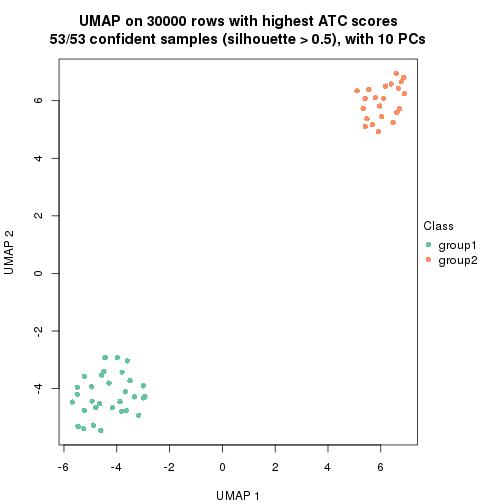 UMAP on 30000 rows with highest ATC scores
53/53 confident samples (silhouette > 0.5), with 10 PCs
6
4
2
0
-2
-4
UMAP 2
-6
-4
-2
0
2
4
6
UMAP 1
Class
group1
group2